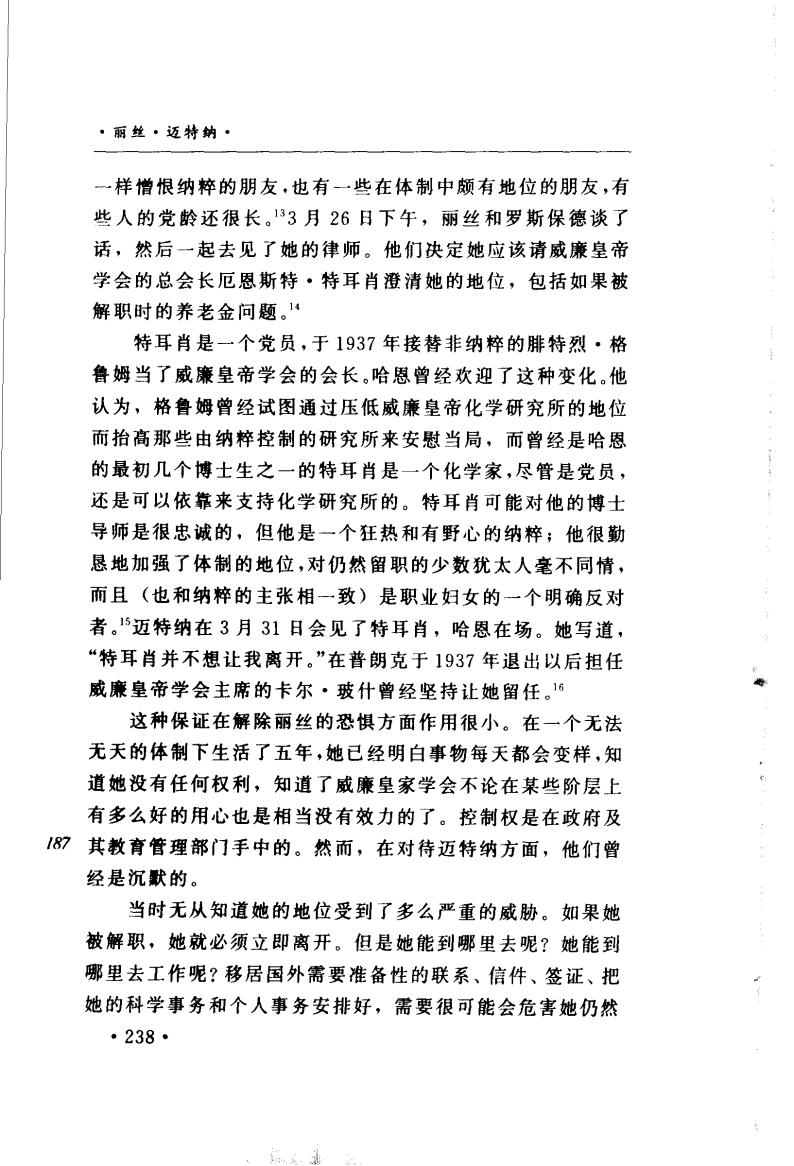 ·丽丝·迈特纳·
一样憎恨纳粹的朋友,也有一些在体制中颇有地位的朋友,有
些人的党龄还很长。¹³3月26日下午，丽丝和罗斯保德谈了
话，然后一起去见了她的律师。他们决定她应该请威廉皇帝
学会的总会长厄恩斯特·特耳肖澄清她的地位，包括如果被
解职时的养老金问题。¹⁴
特耳肖是一个党员,于1937年接替非纳粹的腓特烈·格
鲁姆当了威廉皇帝学会的会长。哈恩曾经欢迎了这种变化。他
认为，格鲁姆曾经试图通过压低威廉皇帝化学研究所的地位
而抬高那些由纳粹控制的研究所来安慰当局，而曾经是哈恩
的最初几个博士生之一的特耳肖是一个化学家,尽管是党员，
还是可以依靠来支持化学研究所的。特耳肖可能对他的博士
导师是很忠诚的，但他是一个狂热和有野心的纳粹；他很勤
恳地加强了体制的地位,对仍然留职的少数犹太人毫不同情，
而且（也和纳粹的主张相一致）是职业妇女的一个明确反对
者。¹⁵迈特纳在3月31日会见了特耳肖，哈恩在场。她写道，
“特耳肖并不想让我离开。”在普朗克于1937年退出以后担任
威廉皇帝学会主席的卡尔·玻什曾经坚持让她留任。¹⁶
这种保证在解除丽丝的恐惧方面作用很小。在一个无法
无天的体制下生活了五年,她已经明白事物每天都会变样,知
道她没有任何权利，知道了威廉皇家学会不论在某些阶层上
有多么好的用心也是相当没有效力的了。控制权是在政府及
187 其教育管理部门手中的。然而，在对待迈特纳方面，他们曾
经是沉默的。
当时无从知道她的地位受到了多么严重的威胁。如果她
被解职，她就必须立即离开。但是她能到哪里去呢？她能到
哪里去工作呢？移居国外需要准备性的联系、信件、签证、把
她的科学事务和个人事务安排好，需要很可能会危害她仍然
·238·